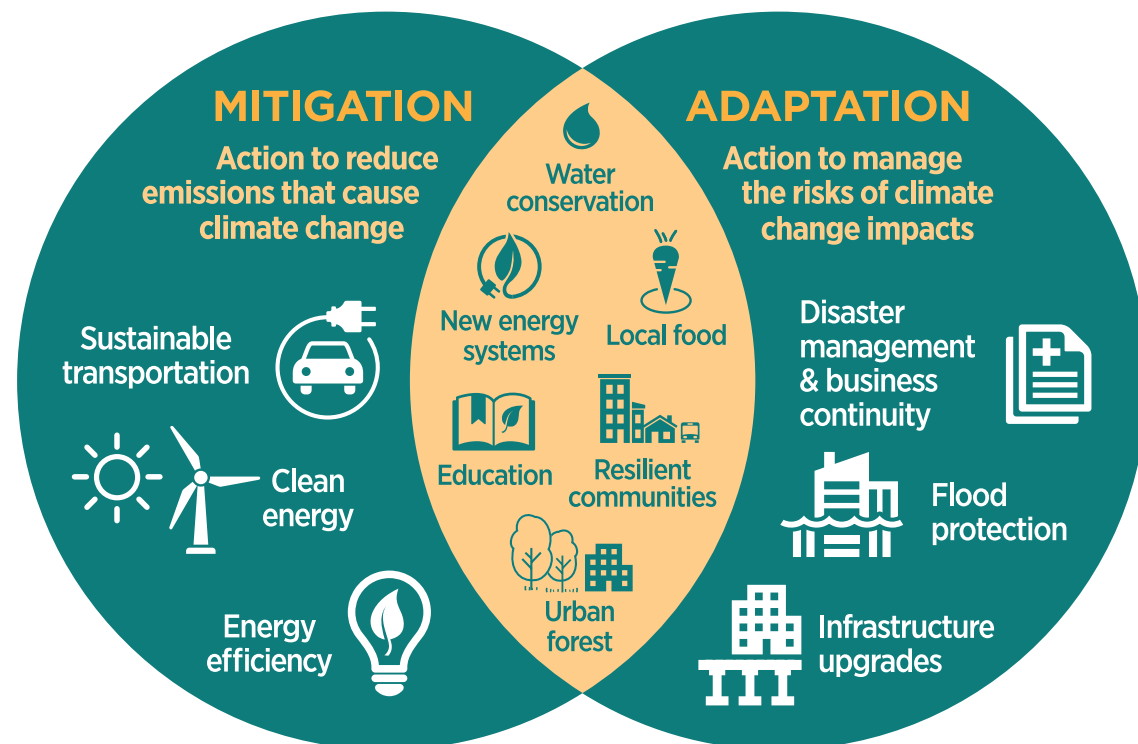 MITIGATION
Action to reduce
emissions that cause
climate change
Sustainable
transportation
Clean
energy
Energy
efficiency
Water
conservation
New energy
systems
Local food
Education
Resilient
communities
Urban
forest
ADAPTATION
Action to manage
the risks of climate
change impacts
Disaster
management
& business
continuity
Flood
protection
Infrastructure
upgrades